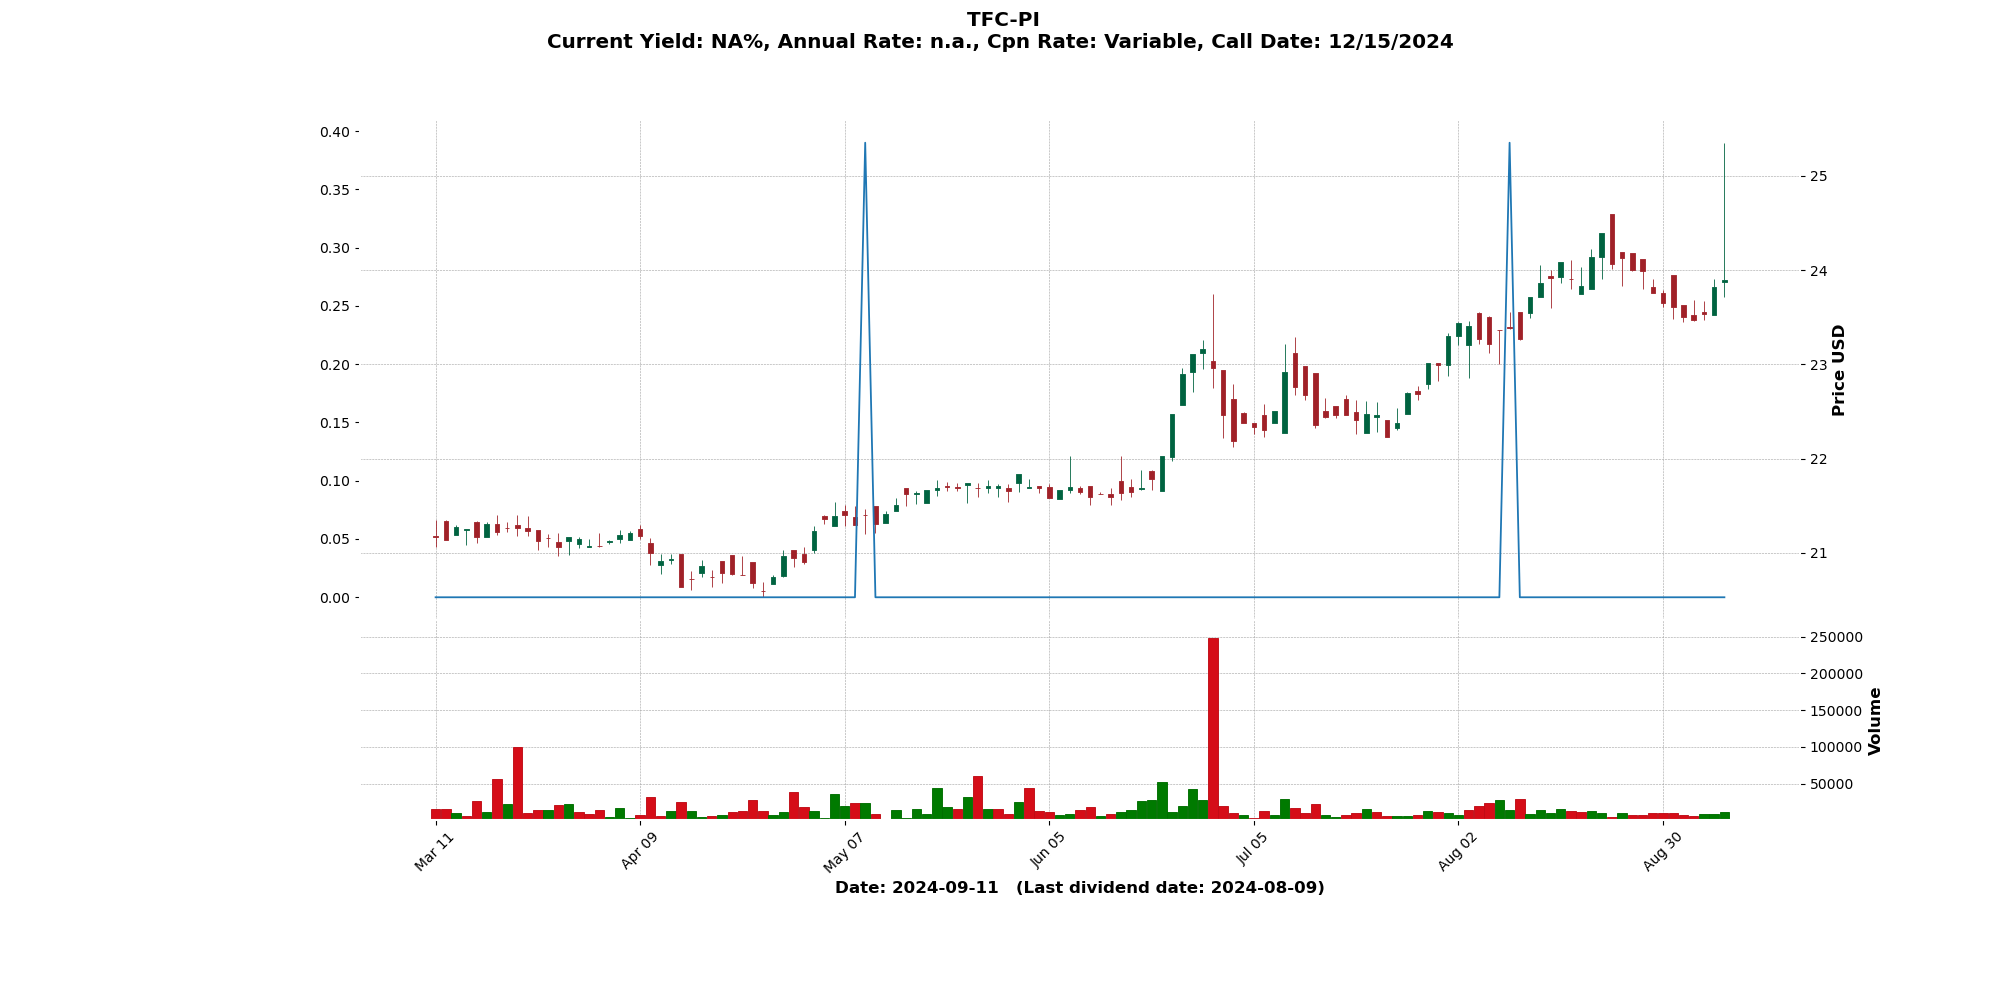 TFC-PI
Current Yield: NA%, Annual Rate: n.a., Cpn Rate: Variable, Call Date: 12/15/2024
0.40
0.35
0.30
0.25
0.20
0.15
0.10
0.05
0.00
25
24
23
22
21
Price USD
250000
200000
150000
100000
50000
Volume
Mar 11
Apr 09
May 07
Jun 05
Jul 05
Aug 02
Aug 30
Date: 2024-09-11 (Last dividend date: 2024-08-09)